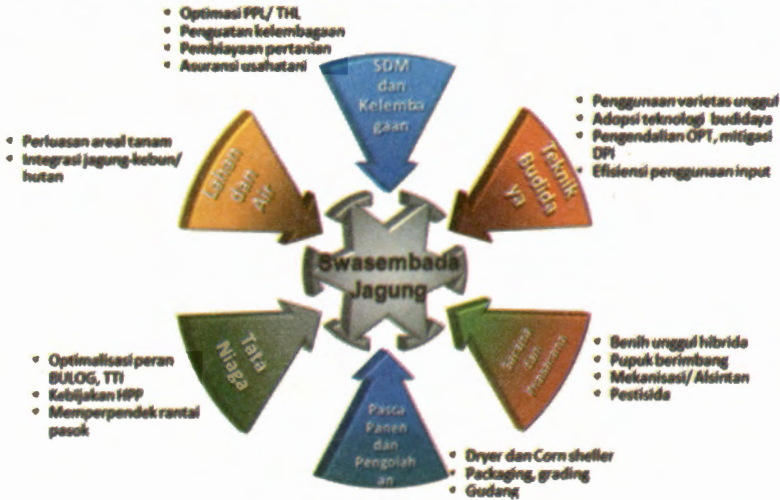 • Optimasi PPL/ THL
• Penguatan kelembagaan
• Pembiayaan pertanian
• Asuransi usahatani
SDM
dan
Kelemba
gaan
• Penggunaan varietas unggul
• Adopsi teknologi budidaya
• Pengendalian OPT, mitigasi
DPI
• Efisiensi penggunaan input
Teknik
Budida
ya
• Perluasan areal tanam
• Integrasi jagung-kebun/
hutan
Lahan
dan
Air
Swasembada
Jagung
• Benih unggul hibrida
• Pupuk berimbang
• Mekanisasi/ Alsintan
• Pestisida
Sarana
dan
Prasarana
Tata
Niaga
• Optimalisasi peran
BULOG, TTI
• Kebijakan HPP
• Memperpendek rantai
pasok
Pasca
Panen
dan
Pengolah
an
• Dryer dan Corn sheller
• Packaging, grading
• Gudang